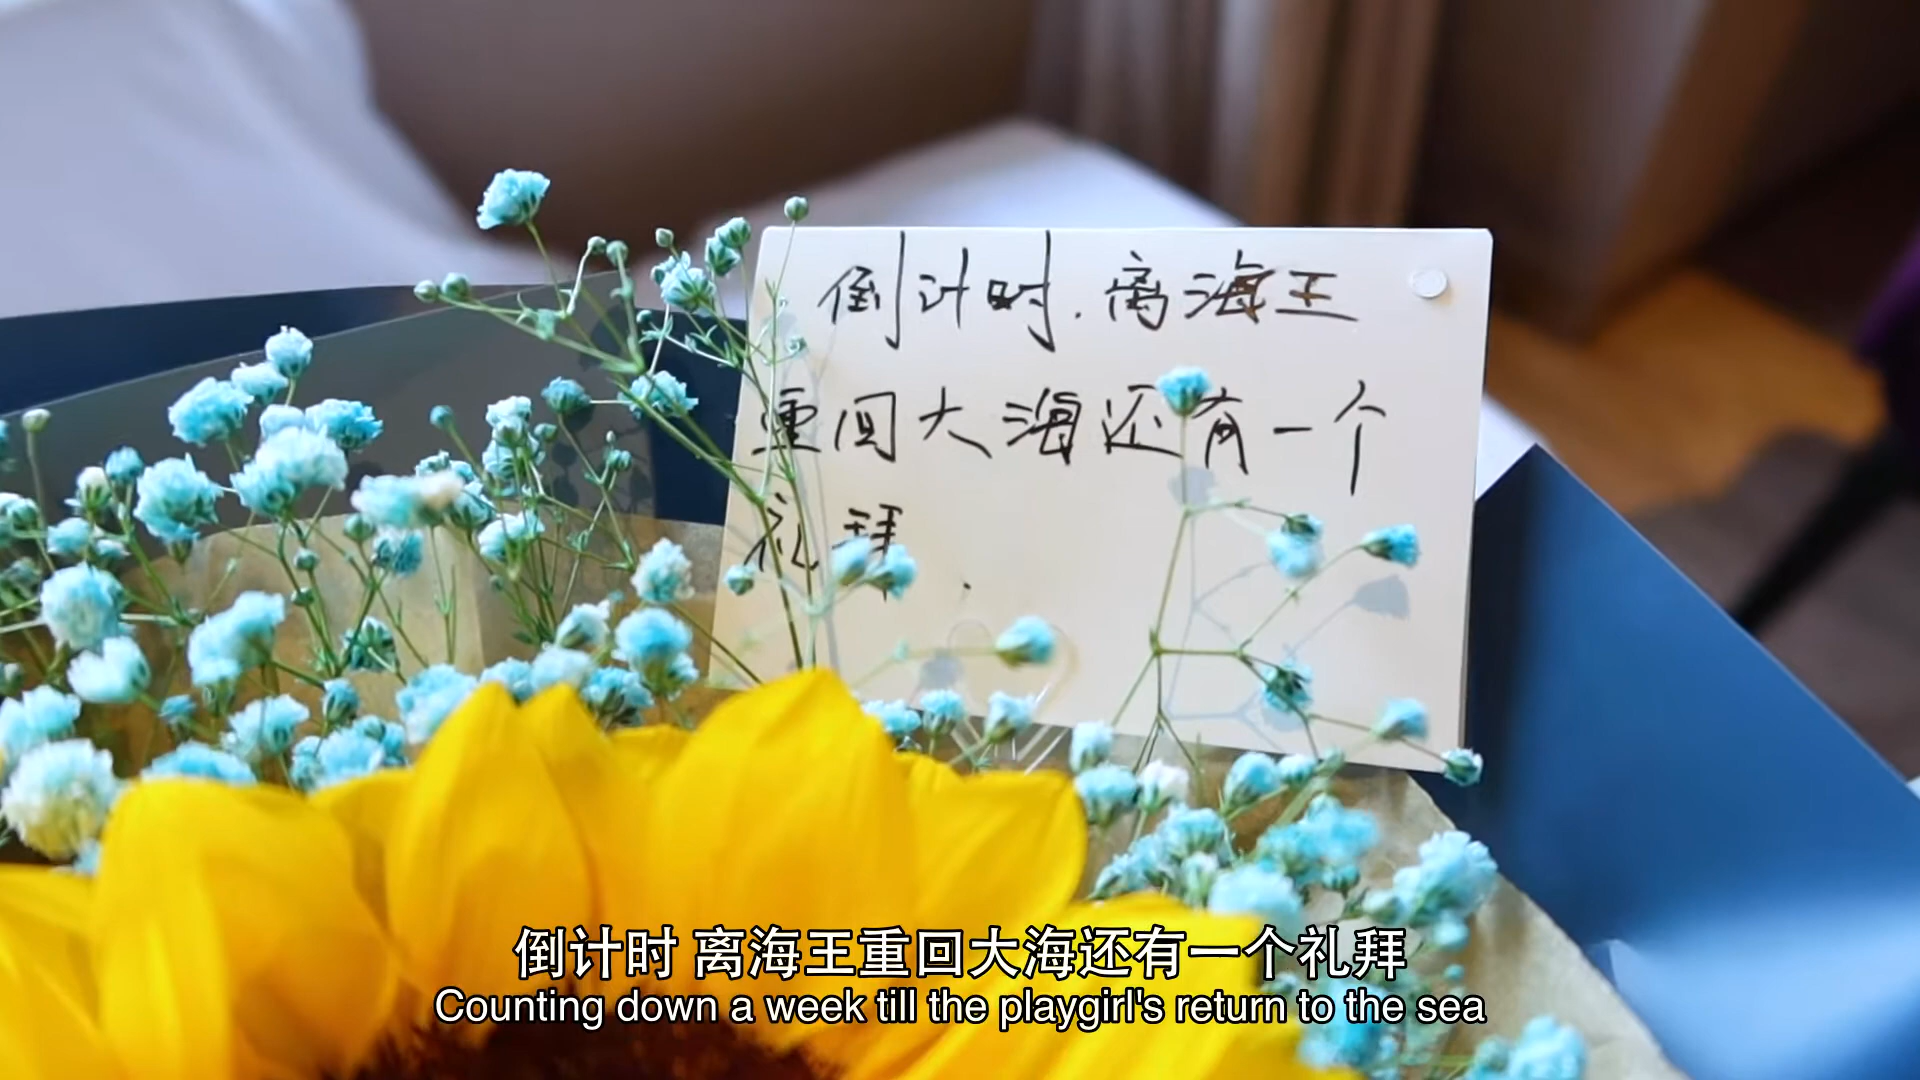 倒计时.离海王
重回大海还有一个
礼拜.
倒计时 离海王重回大海还有一个礼拜
Counting down a week till the playgirl's return to the sea